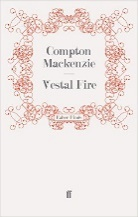 Compton
Mackenzie
Vestal Fire
Faber Finds
ff